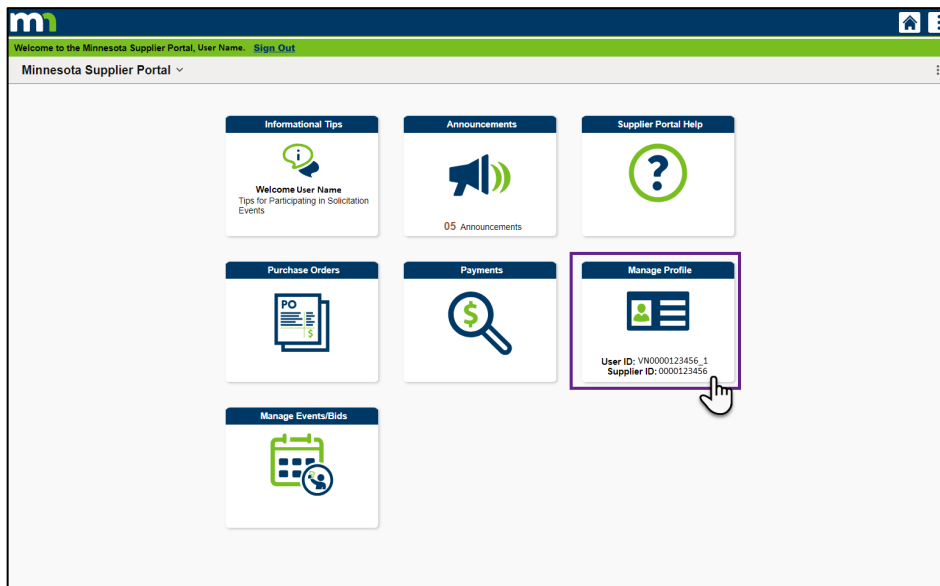 mn
Welcome to the Minnesota Supplier Portal, User Name. Sign Out
Minnesota Supplier Portal
Informational Tips
Welcome User Name
Tips for Participating in Solicitation
Events
Announcements
05 Announcements
Supplier Portal Help
?
Purchase Orders
PO
$
Payments
$
Manage Profile
User ID: VN0000123456_1
Supplier ID: 0000123456
Manage Events/Bids